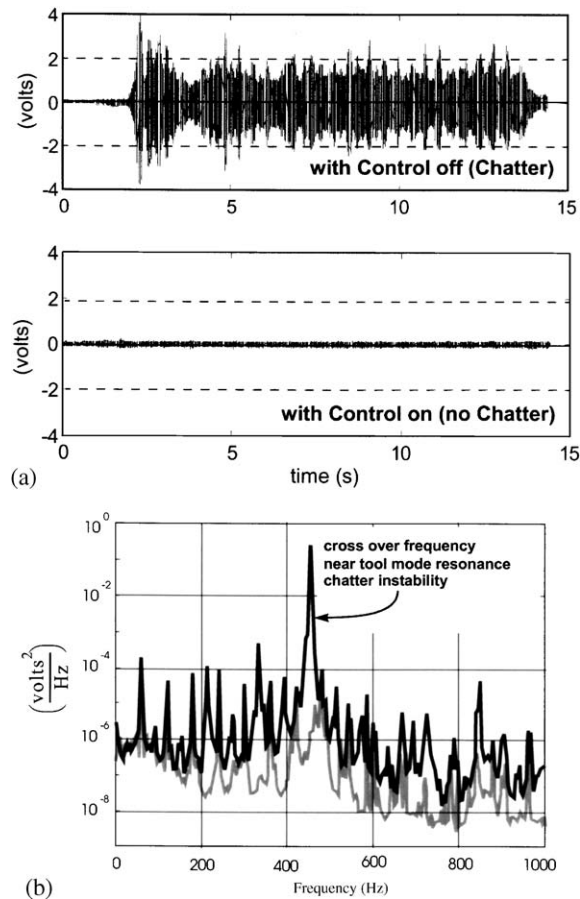 4
2
0
-2
-4
(volts)
with Control off (Chatter)
0
5
10
15
4
2
0
-2
-4
(volts)
with Control on (no Chatter)
0
5
10
15
time (s)
(a)
10^0
10^-2
10^-4
10^-6
10^-8
(volts^2 / Hz)
cross over frequency
near tool mode resonance
chatter instability
0
200
400
600
800
1000
Frequency (Hz)
(b)